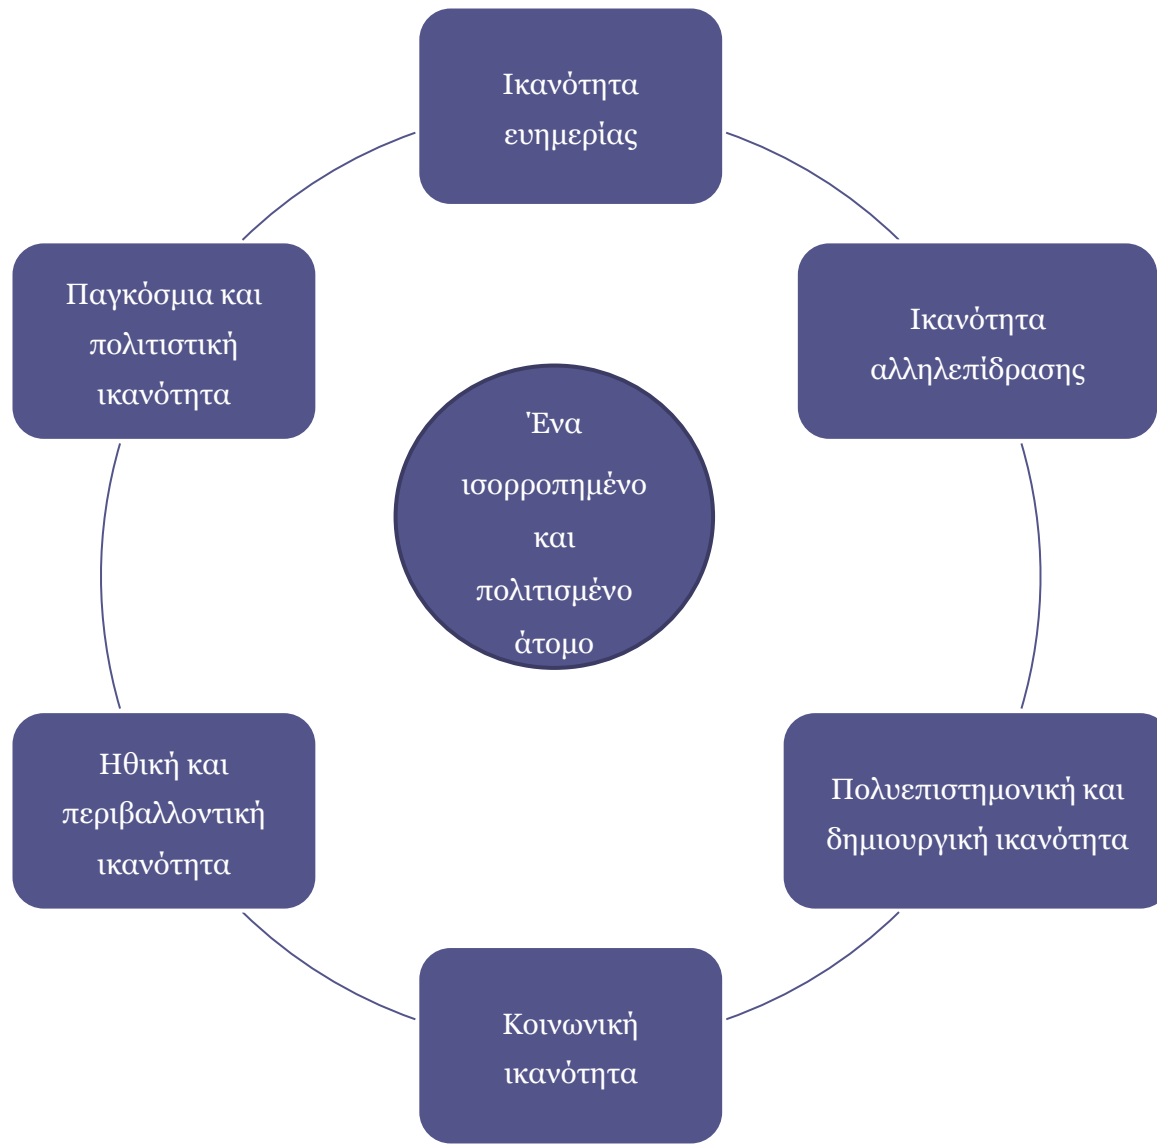 Ικανότητα
ευημερίας
Ικανότητα
αλληλεπίδρασης
Πολυεπιστημονική και
δημιουργική ικανότητα
Κοινωνική
ικανότητα
Ηθική και
περιβαλλοντική
ικανότητα
Παγκόσμια και
πολιτιστική
ικανότητα
Ένα
ισορροπημένο
και
πολιτισμένο
άτομο